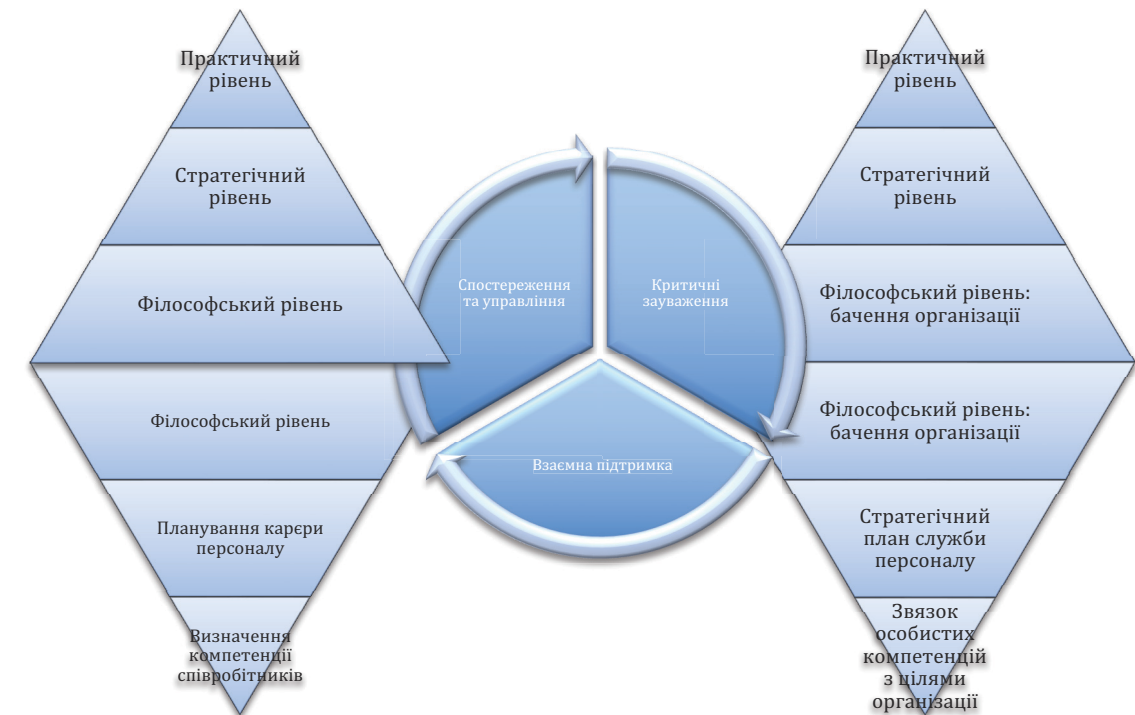 Практичний
рівень
Стратегічний
рівень
Філософський рівень
Філософський рівень
Планування карєри
персоналу
Визначення
компетенції
співробітників
Спостереження
та управління
Критичні
зауваження
Взаємна підтримка
Практичний
рівень
Стратегічний
рівень
Філософський рівень:
бачення організації
Філософський рівень:
бачення організації
Стратегічний
план служби
персоналу
Звязок
особистих
компетенцій
з цілями
організації